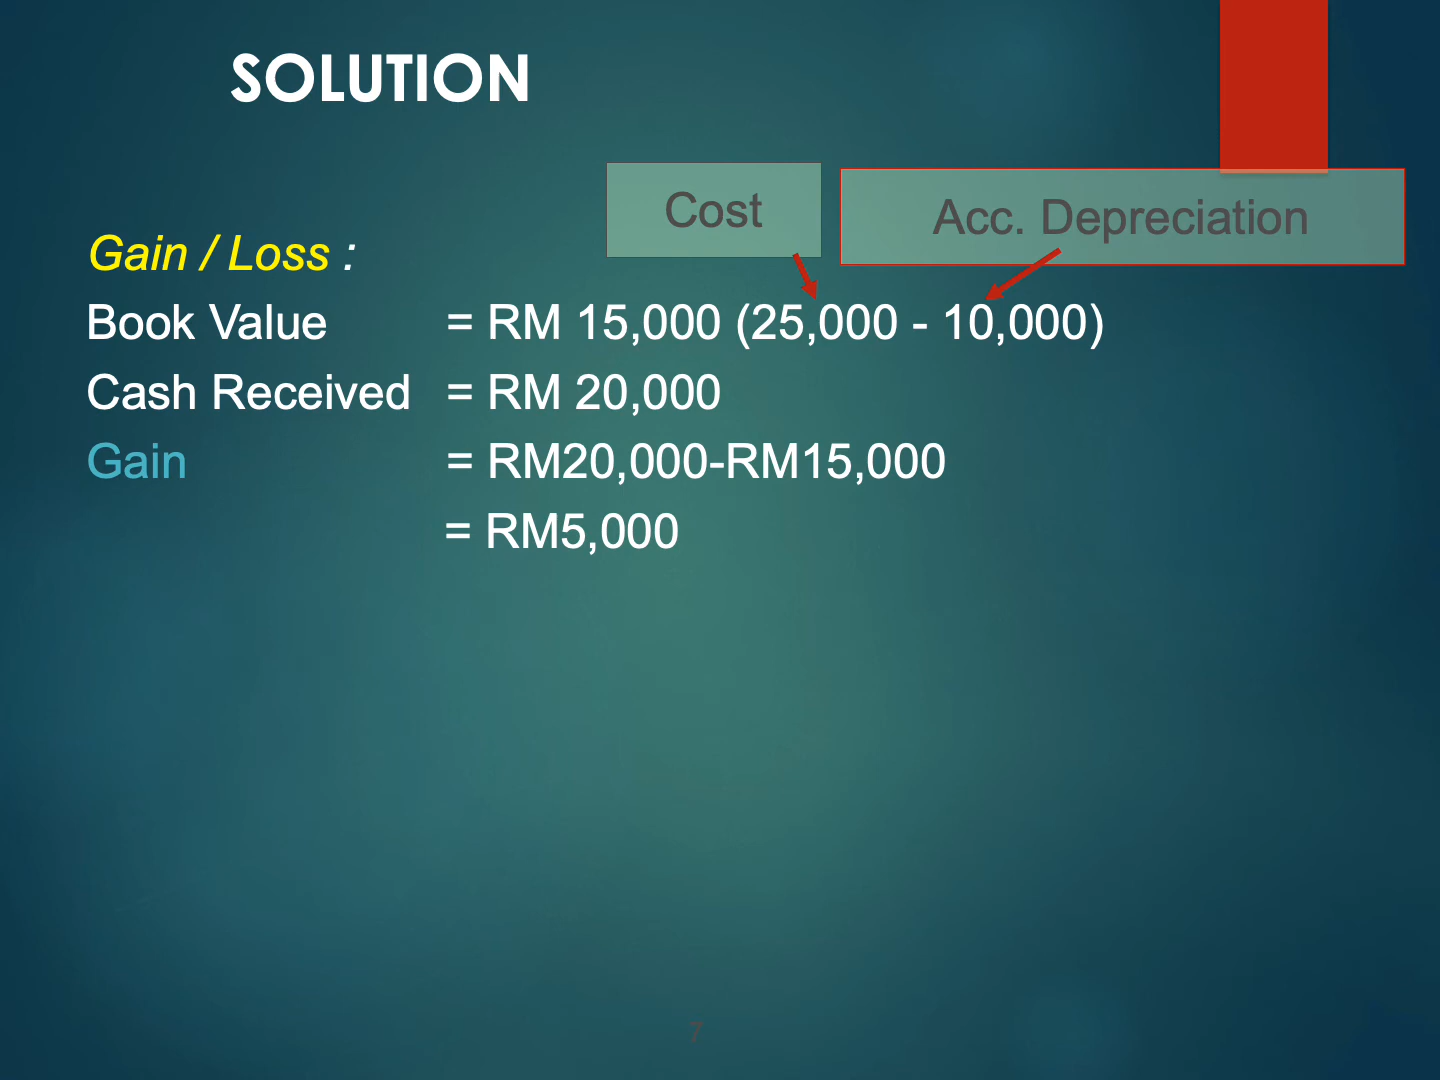 SOLUTION
Cost
Acc. Depreciation
Gain / Loss :
Book Value = RM 15,000 (25,000 - 10,000)
Cash Received = RM 20,000
Gain = RM20,000-RM15,000
= RM5,000
7